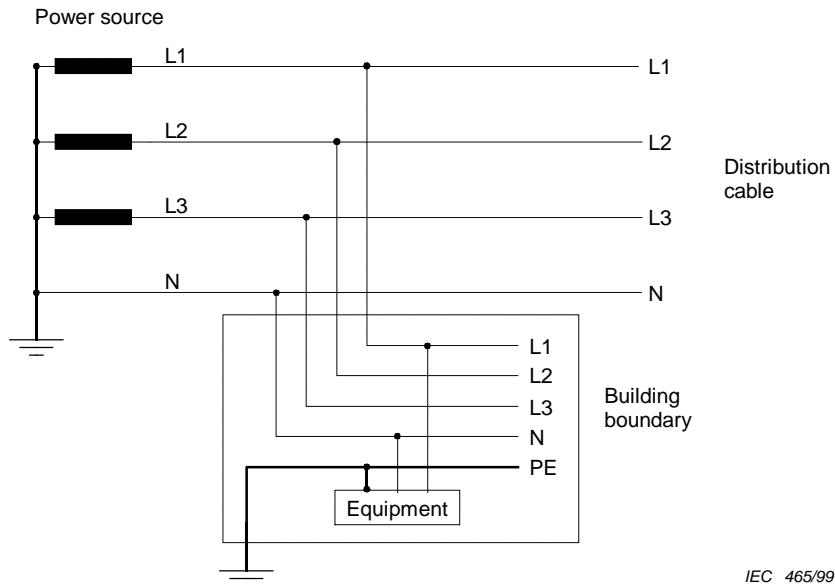 Power source
L1
L1
L2
L2
Distribution
cable
L3
L3
N
N
L1
L2
L3
N
PE
Building
boundary
Equipment
IEC 465/99